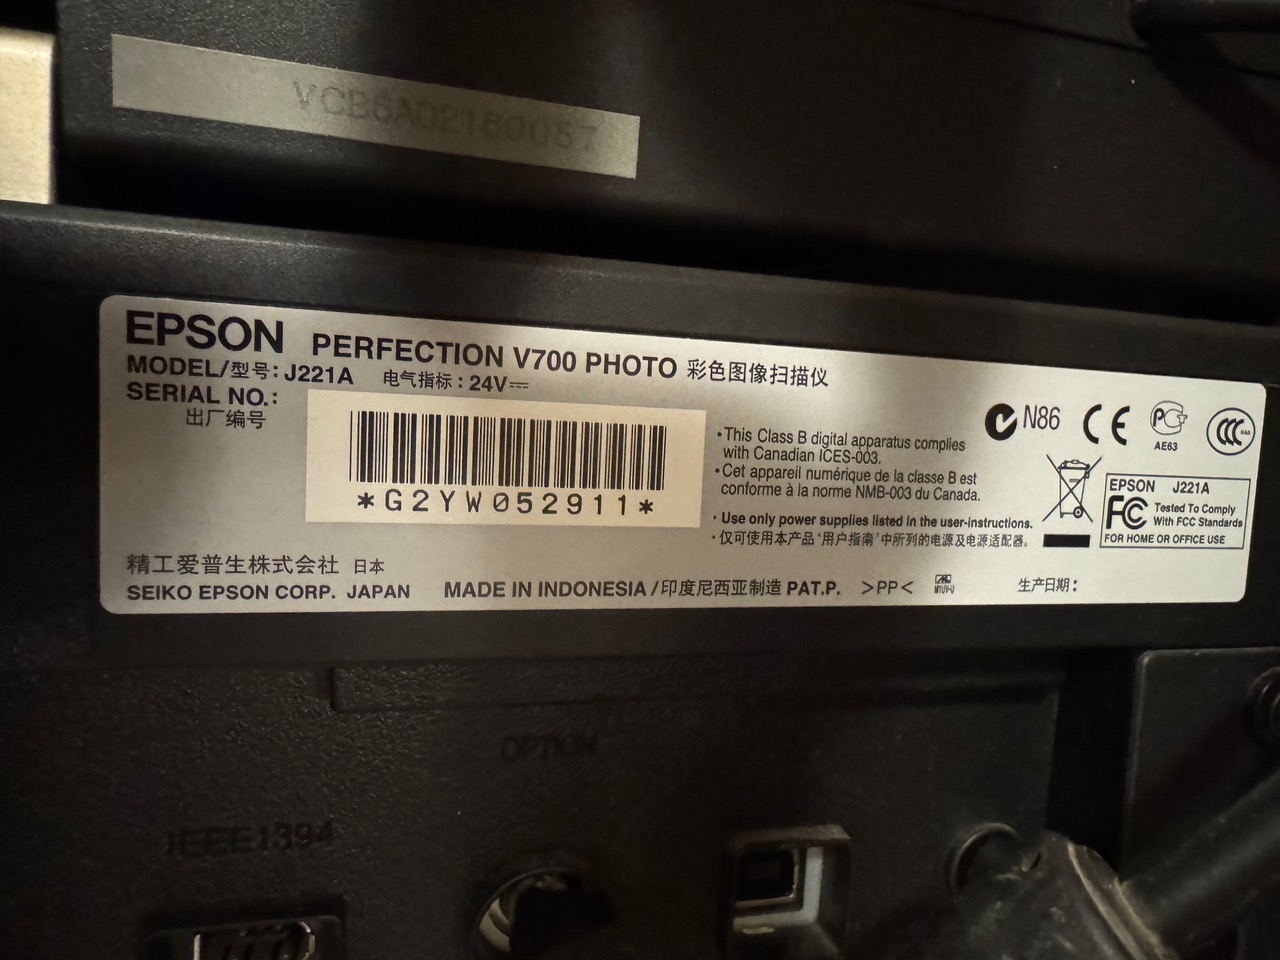 VCB6A02160057
EPSON PERFECTION V700 PHOTO 彩色图像扫描仪
MODEL/型号: J221A 电气指标: 24V
SERIAL NO.:
出厂编号
*G2YW052911*
•This Class B digital apparatus complies
with Canadian ICES-003.
•Cet appareil numérique de la classe B est
conforme à la norme NMB-003 du Canada.
•Use only power supplies listed in the user-instructions.
•仅可使用本产品"用户指南"中所列的电源及电源适配器。
N86
CE
AE63
EPSON J221A
FC Tested To Comply
With FCC Standards
FOR HOME OR OFFICE USE
精工爱普生株式会社 日本
SEIKO EPSON CORP. JAPAN
MADE IN INDONESIA/印度尼西亚制造 PAT.P. >PP<
生产日期:
OPTION
IEEE1394